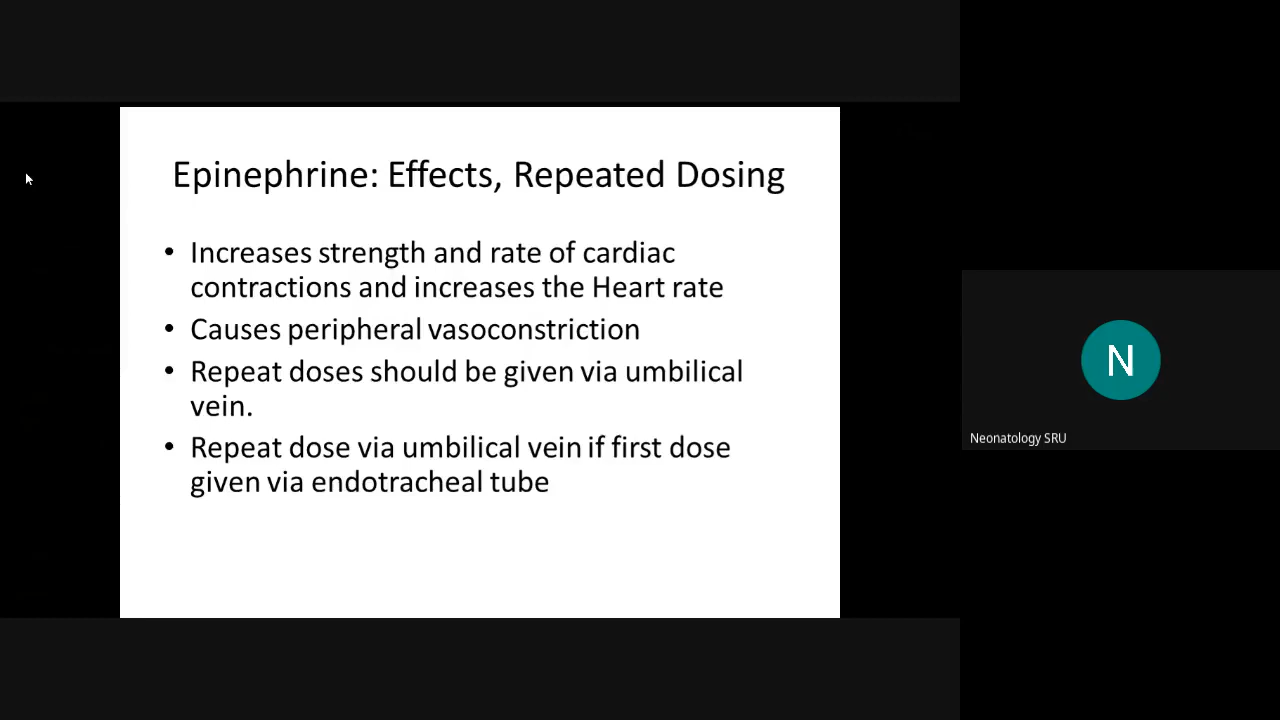 Epinephrine: Effects, Repeated Dosing
• Increases strength and rate of cardiac
contractions and increases the Heart rate
• Causes peripheral vasoconstriction
• Repeat doses should be given via umbilical
vein.
• Repeat dose via umbilical vein if first dose
given via endotracheal tube
N
Neonatology SRU